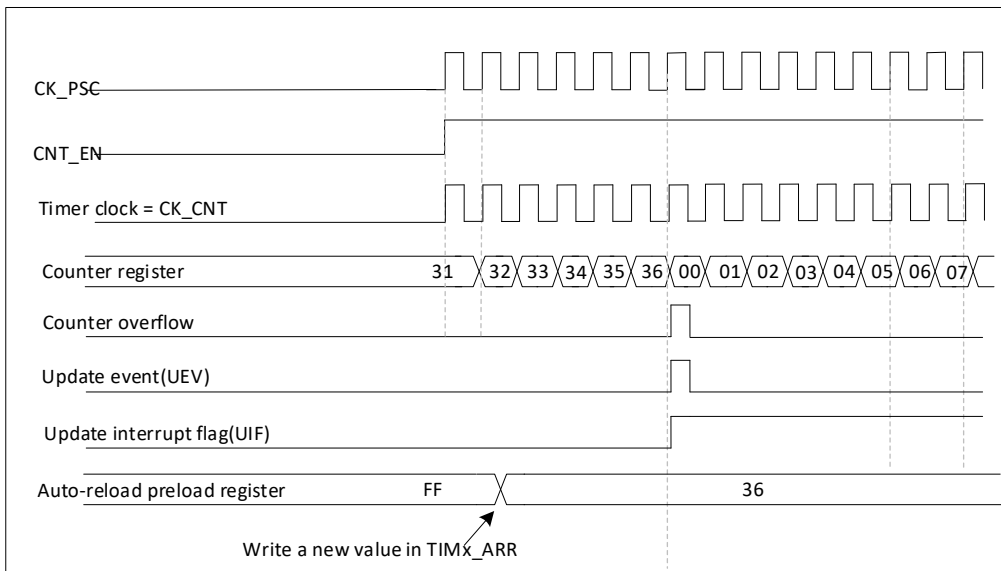 CK_PSC
CNT_EN
Timer clock = CK_CNT
Counter register 31 32 33 34 35 36 00 01 02 03 04 05 06 07
Counter overflow
Update event(UEV)
Update interrupt flag(UIF)
Auto-reload preload register FF 36
Write a new value in TIMx_ARR